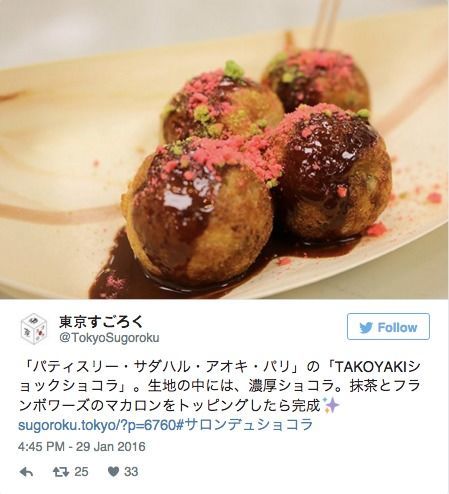 東京すごろく
@TokyoSugoroku
Follow
「パティスリー・サダハル・アオキ・パリ」の「TAKOYAKIシ
ョックショコラ」。生地の中には、濃厚ショコラ。抹茶とフラ
ンボワーズのマカロンをトッピングしたら完成✨
sugoroku.tokyo/?p=6760#サロンデュショコラ
4:45 PM - 29 Jan 2016
25 33